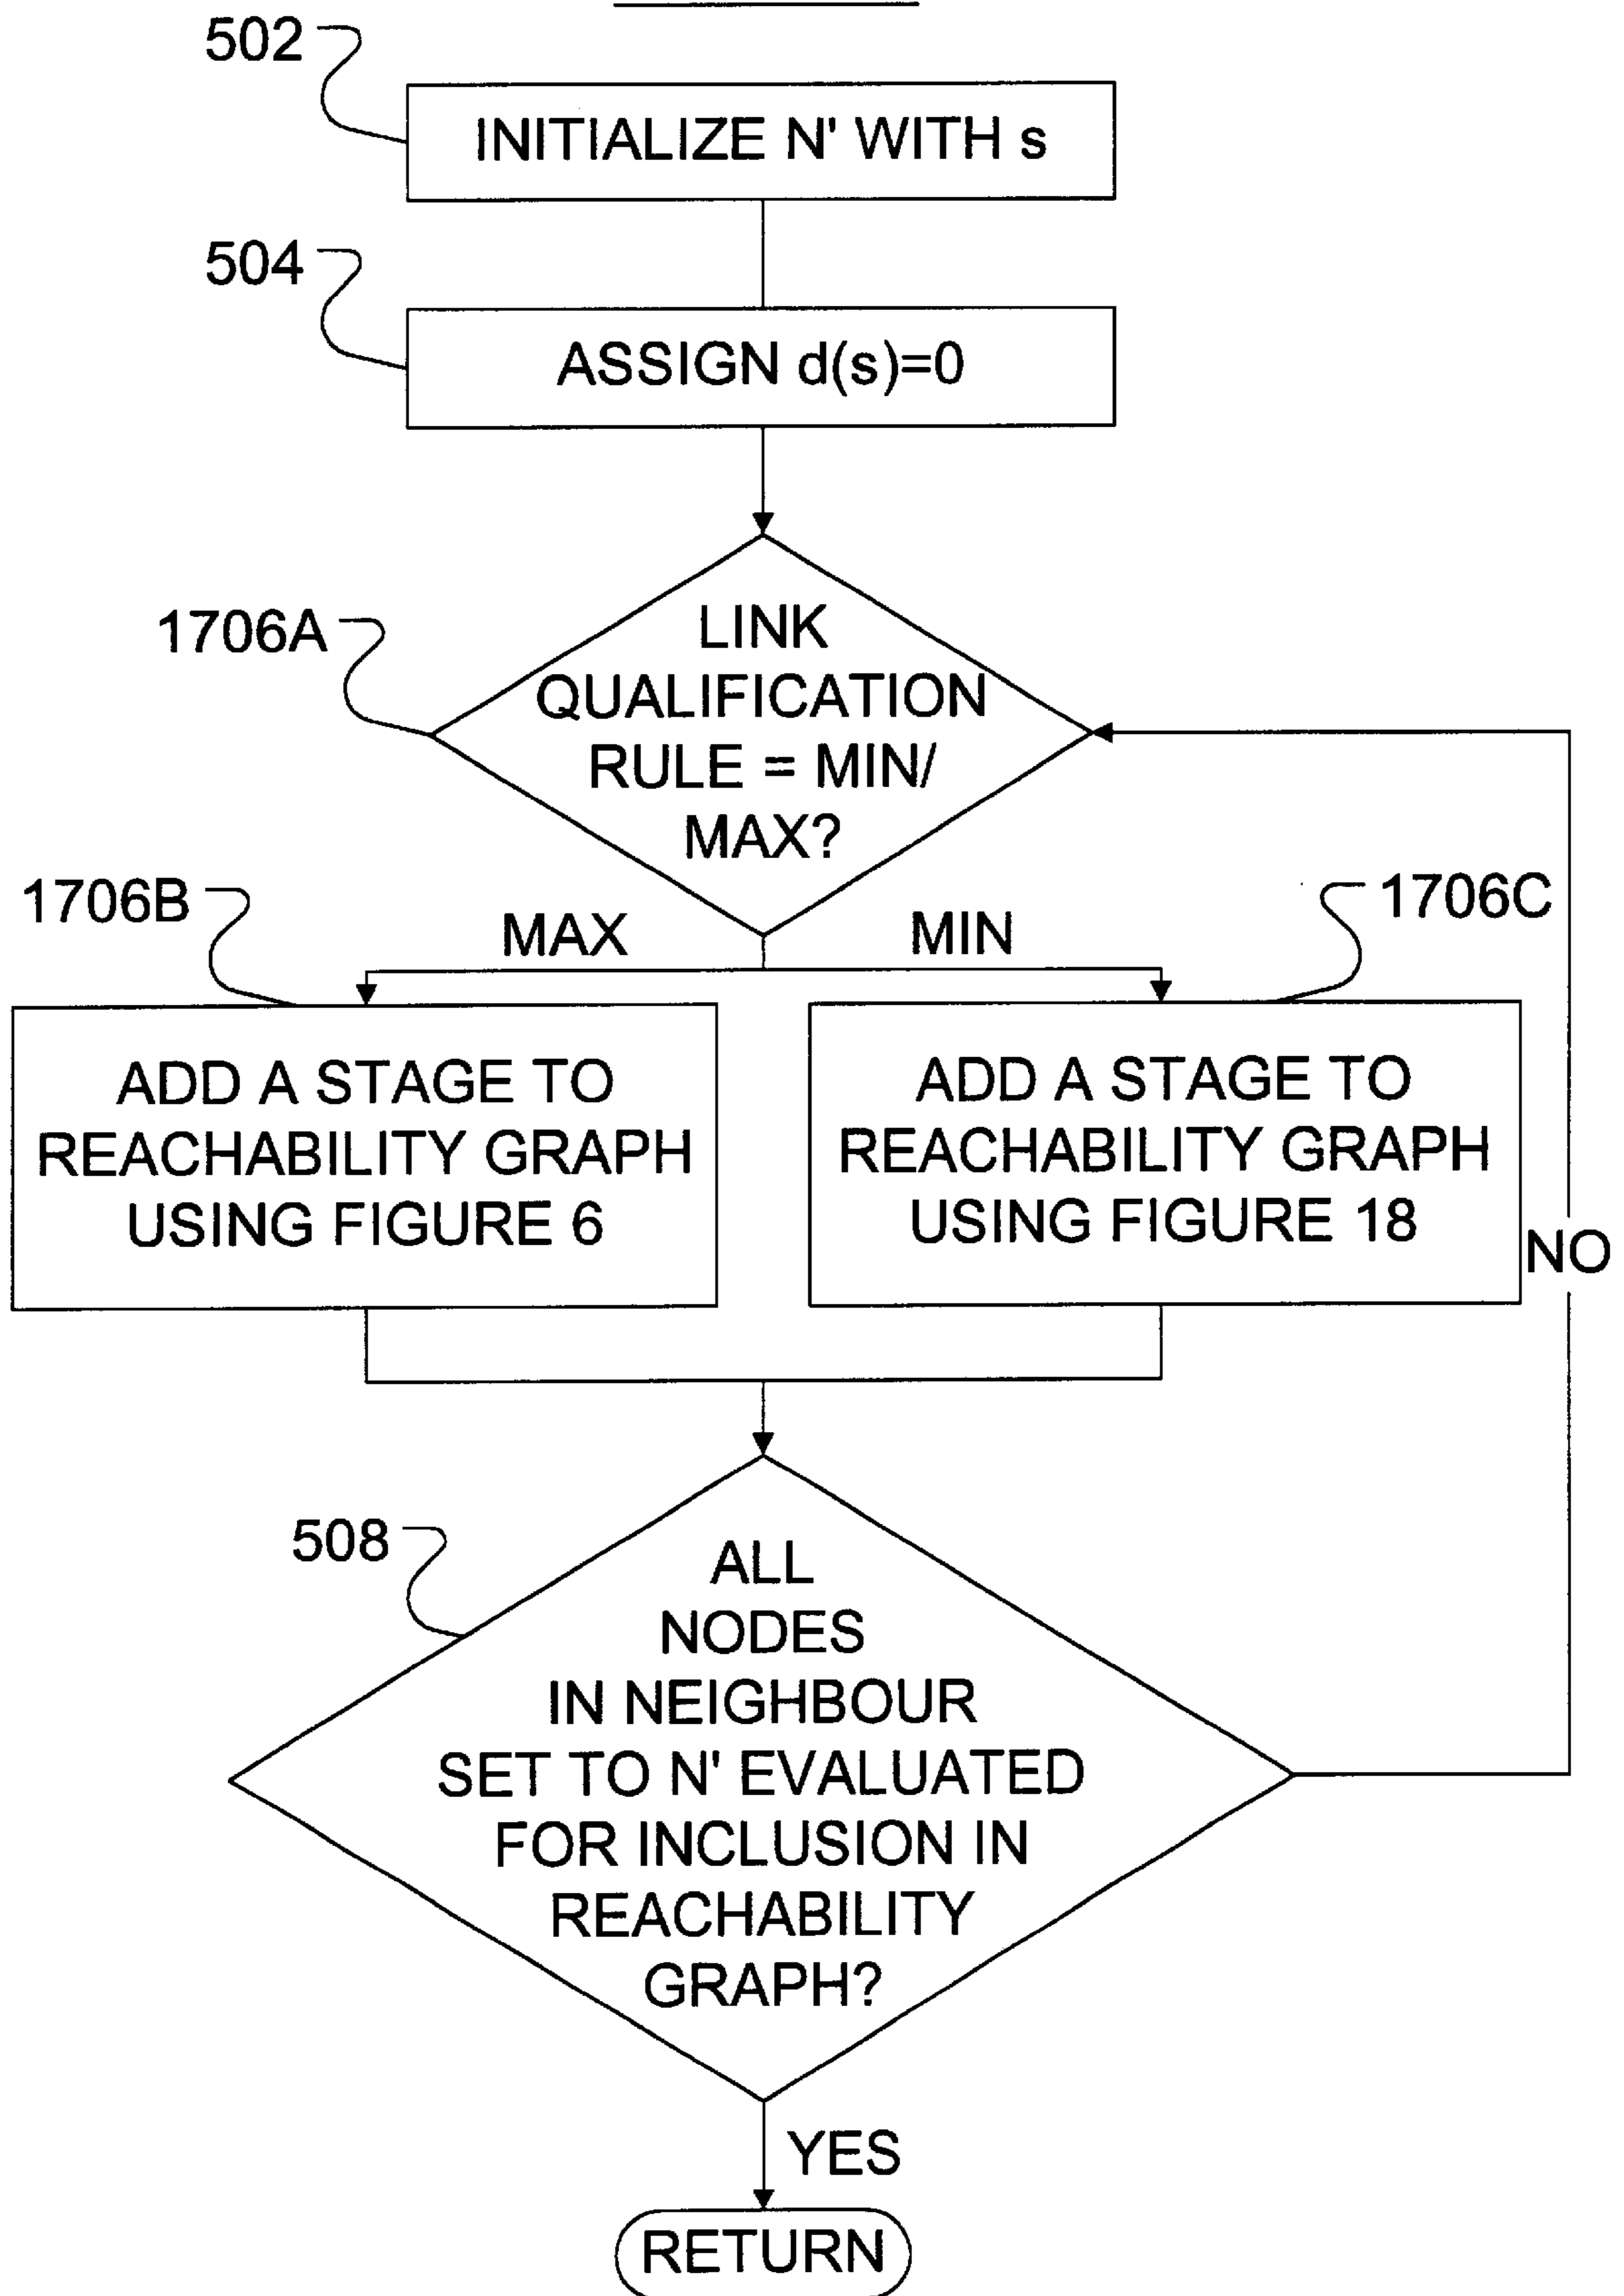 502
INITIALIZE N' WITH s
504
ASSIGN d(s)=0
1706A
LINK
QUALIFICATION
RULE = MIN/
MAX?
1706B
MAX
MIN
1706C
ADD A STAGE TO
REACHABILITY GRAPH
USING FIGURE 6
ADD A STAGE TO
REACHABILITY GRAPH
USING FIGURE 18
NO
508
ALL
NODES
IN NEIGHBOUR
SET TO N' EVALUATED
FOR INCLUSION IN
REACHABILITY
GRAPH?
YES
RETURN